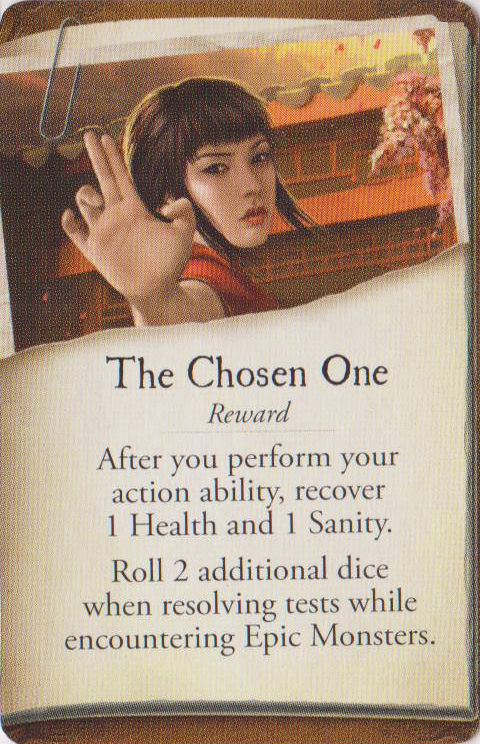 The Chosen One
Reward
After you perform your
action ability, recover
1 Health and 1 Sanity.
Roll 2 additional dice
when resolving tests while
encountering Epic Monsters.